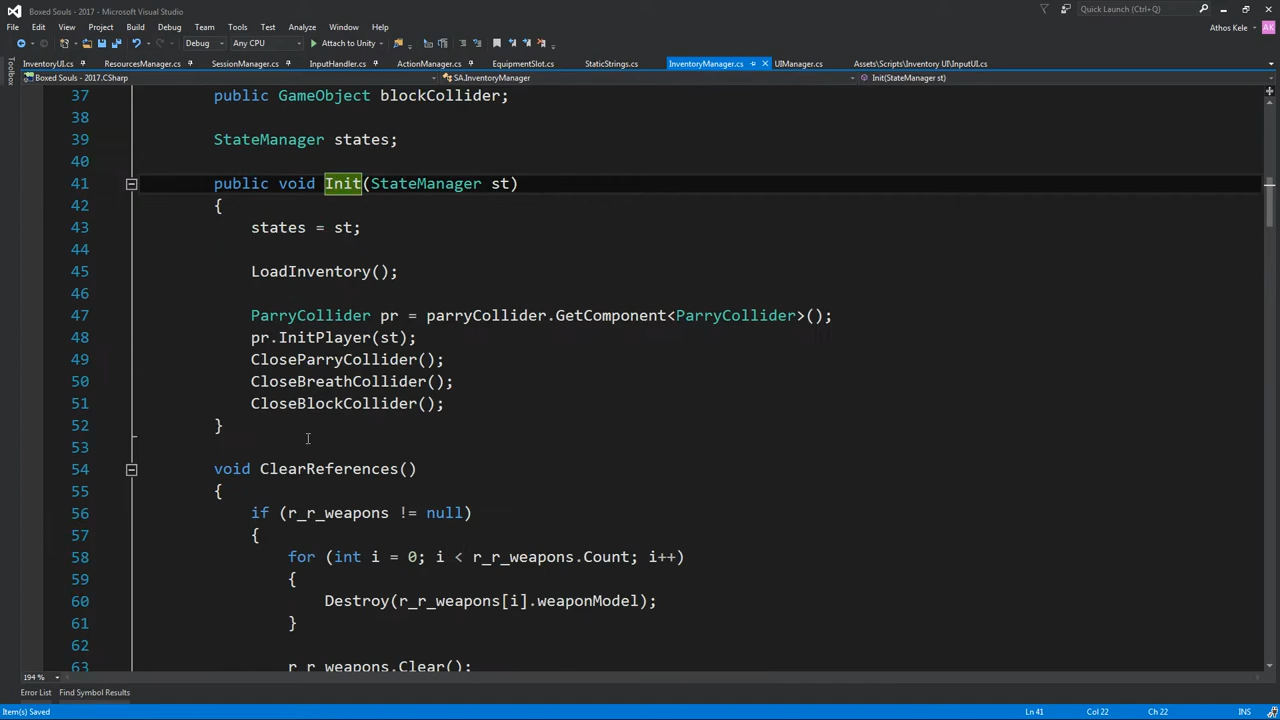 Boxed Souls - 2017 - Microsoft Visual Studio
Quick Launch (Ctrl+Q)
File Edit View Project Build Debug Team Tools Test Analyze Window Help
Athos Kele
AK
Debug Any CPU Attach to Unity
Toolbox
InventoryUI.cs ResourcesManager.cs SessionManager.cs InputHandler.cs ActionManager.cs EquipmentSlot.cs StaticStrings.cs InventoryManager.cs UIManager.cs Assets\Scripts\Inventory UI\InputUI.cs
Boxed Souls - 2017.CSharp SA.InventoryManager Init(StateManager st)
37 public GameObject blockCollider;
38
39 StateManager states;
40
41 public void Init(StateManager st)
42 {
43 states = st;
44
45 LoadInventory();
46
47 ParryCollider pr = parryCollider.GetComponent<ParryCollider>();
48 pr.InitPlayer(st);
49 CloseParryCollider();
50 CloseBreathCollider();
51 CloseBlockCollider();
52 }
53
54 void ClearReferences()
55 {
56 if (r_r_weapons != null)
57 {
58 for (int i = 0; i < r_r_weapons.Count; i++)
59 {
60 Destroy(r_r_weapons[i].weaponModel);
61 }
62
63 r_r_weapons.Clear();
194 %
Error List Find Symbol Results
Item(s) Saved Ln 41 Col 22 Ch 22 INS